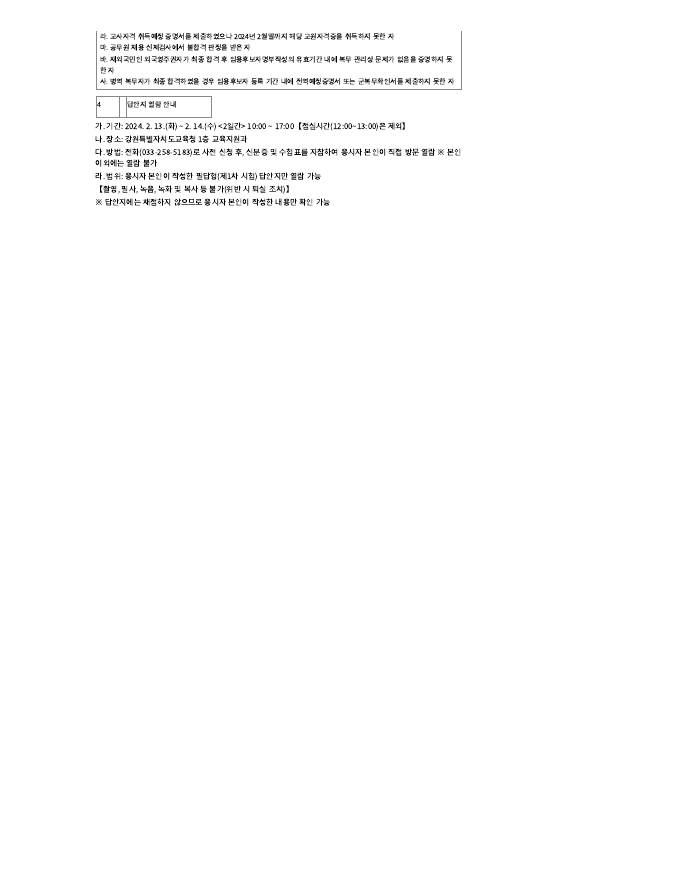 라. 교사자격 취득예정 증명서를 제출하였으나 2024년 2월말까지 해당 교원자격증을 취득하지 못한 자
마. 공무원 채용 신체검사에서 불합격 판정을 받은 자
바. 재외국민인 외국영주권자가 최종 합격 후 임용후보자명부작성의 유효기간 내에 복무 관리상 문제가 없음을 증명하지 못
한 자
사. 병역 복무자가 최종 합격하였을 경우 임용후보자 등록 기간 내에 전역예정증명서 또는 군복무확인서를 제출하지 못한 자
4 답안지 열람 안내
가. 기간: 2024. 2. 13.(화) ~ 2. 14.(수) <2일간> 10:00 ~ 17:00【점심시간(12:00~13:00)은 제외】
나. 장소: 강원특별자치도교육청 1층 교육지원과
다. 방법: 전화(033-258-5183)로 사전 신청 후, 신분증 및 수험표를 지참하여 응시자 본인이 직접 방문 열람 ※ 본인
이외에는 열람 불가
라. 범위: 응시자 본인이 작성한 필답형(제1차 시험) 답안지만 열람 가능
【촬영, 필사, 녹음, 녹화 및 복사 등 불가(위반 시 퇴실 조치)】
※ 답안지에는 채점하지 않으므로 응시자 본인이 작성한 내용만 확인 가능